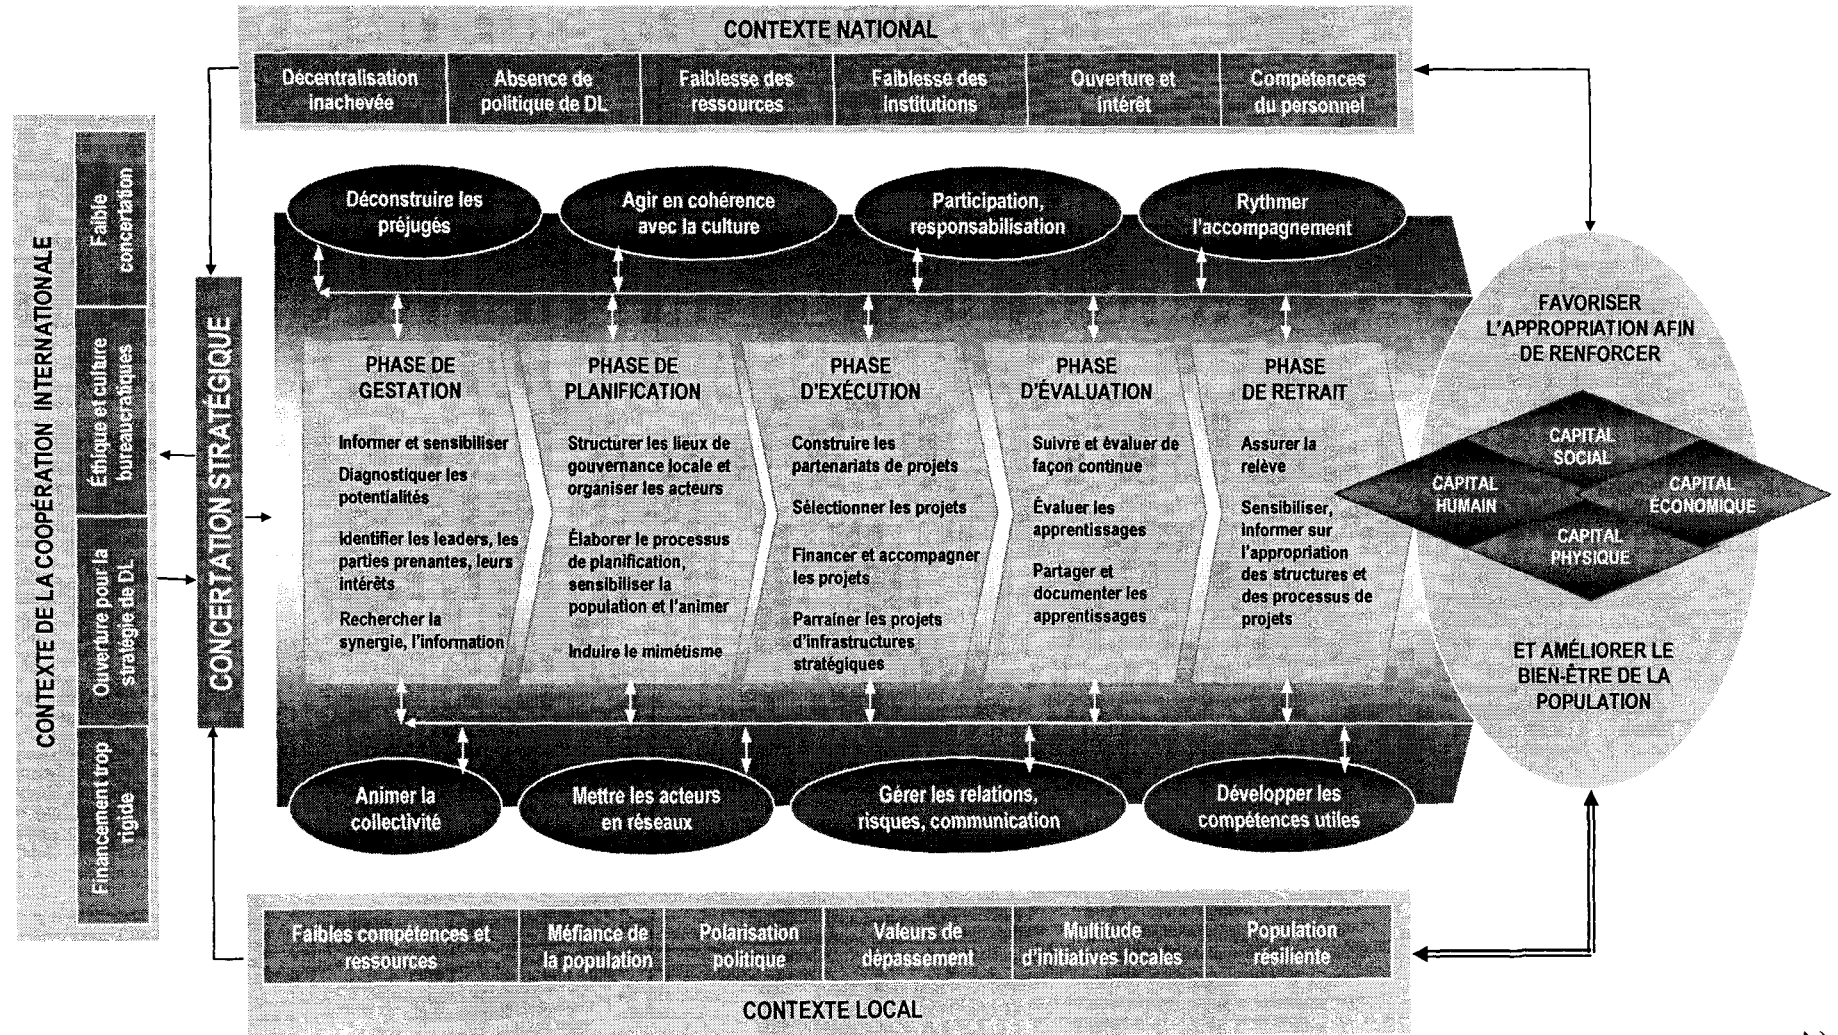 CONTEXTE NATIONAL
Décentralisation
inachevée
Absence de
politique de DL
Faiblesse des
ressources
Faiblesse des
institutions
Ouverture et
intérêt
Compétences
du personnel
CONTEXTE DE LA COOPÉRATION INTERNATIONALE
Faible
concertation
Éthique et culture
bureaucratiques
Ouverture pour la
stratégie de DL
Financement trop
rigide
CONCERTATION STRATÉGIQUE
Déconstruire les
préjugés
Agir en cohérence
avec la culture
Participation,
responsabilisation
Rythmer
l'accompagnement
PHASE DE
GESTATION
Informer et sensibiliser
Diagnostiquer les
potentialités
Identifier les leaders, les
parties prenantes, leurs
intérêts
Rechercher la
synergie, l'information
PHASE DE
PLANIFICATION
Structurer les lieux de
gouvernance locale et
organiser les acteurs
Élaborer le processus
de planification,
sensibiliser la
population et l'animer
Induire le mimétisme
PHASE
D'EXÉCUTION
Construire les
partenariats de projets
Sélectionner les projets
Financer et accompagner
les projets
Parrainer les projets
d'infrastructures
stratégiques
PHASE
D'ÉVALUATION
Suivre et évaluer de
façon continue
Évaluer les
apprentissages
Partager et
documenter les
apprentissages
PHASE
DE RETRAIT
Assurer la
relève
Sensibiliser,
informer sur
l'appropriation
des structures et
des processus de
projets
FAVORISER
L'APPROPRIATION AFIN
DE RENFORCER
CAPITAL
SOCIAL
CAPITAL
HUMAIN
CAPITAL
ÉCONOMIQUE
CAPITAL
PHYSIQUE
ET AMÉLIORER LE
BIEN-ÊTRE DE LA
POPULATION
Animer la
collectivité
Mettre les acteurs
en réseaux
Gérer les relations,
risques, communication
Développer les
compétences utiles
Faibles compétences et
ressources
Méfiance de
la population
Polarisation
politique
Valeurs de
dépassement
Multitude
d'initiatives locales
Population
résiliente
CONTEXTE LOCAL